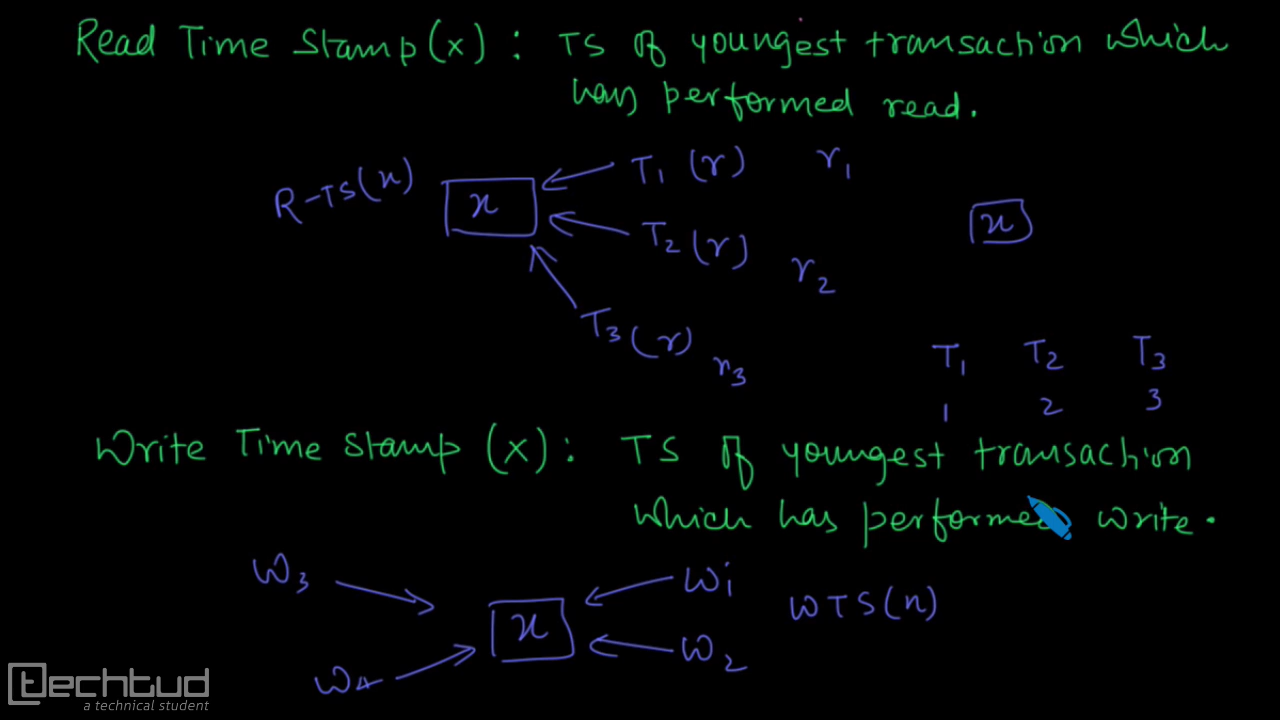 Read Time Stamp (x) : TS of youngest transaction which
has performed read.
R-TS(x) x T1 (r) r1
x
T2 (r) r2
T3 (r) r3
T1 T2 T3
1 2 3
Write Time Stamp (x) : TS of youngest transaction
which has performed write.
W3 x W1
WTS(x)
W4 W2
techtud
a technical student